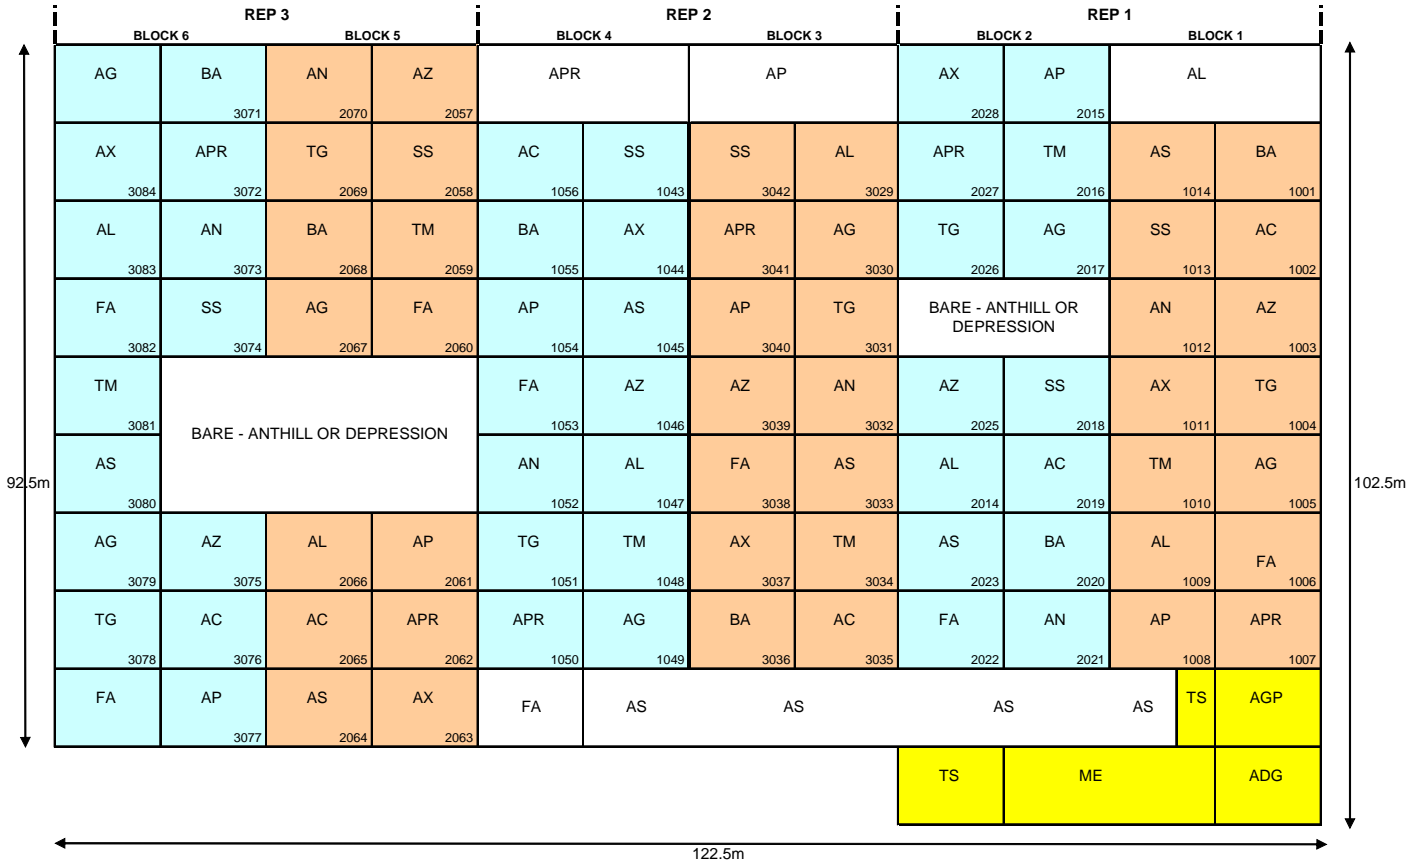 REP 3 REP 2 REP 1
BLOCK 6 BLOCK 5 BLOCK 4 BLOCK 3 BLOCK 2 BLOCK 1
AG BA AN AZ APR AP AX AP AL
3071 2070 2057 2028 2015
AX APR TG SS AC SS SS AL APR TM AS BA
3084 3072 2069 2058 1056 1043 3042 3029 2027 2016 1014 1001
AL AN BA TM BA AX APR AG TG AG SS AC
3083 3073 2068 2059 1055 1044 3041 3030 2026 2017 1013 1002
FA SS AG FA AP AS AP TG BARE - ANTHILL OR AN AZ
DEPRESSION
3082 3074 2067 2060 1054 1045 3040 3031 1012 1003
TM FA AZ AZ AN AZ SS AX TG
3081 1053 1046 3039 3032 2025 2018 1011 1004
BARE - ANTHILL OR DEPRESSION
AS AN AL FA AS AL AC TM AG
92.5m 102.5m
3080 1052 1047 3038 3033 2014 2019 1010 1005
AG AZ AL AP TG TM AX TM AS BA AL FA
3079 3075 2066 2061 1051 1048 3037 3034 2023 2020 1009 1006
TG AC AC APR APR AG BA AC FA AN AP APR
3078 3076 2065 2062 1050 1049 3036 3035 2022 2021 1008 1007
FA AP AS AX FA AS AS AS AS TS AGP
3077 2064 2063
TS ME ADG
122.5m